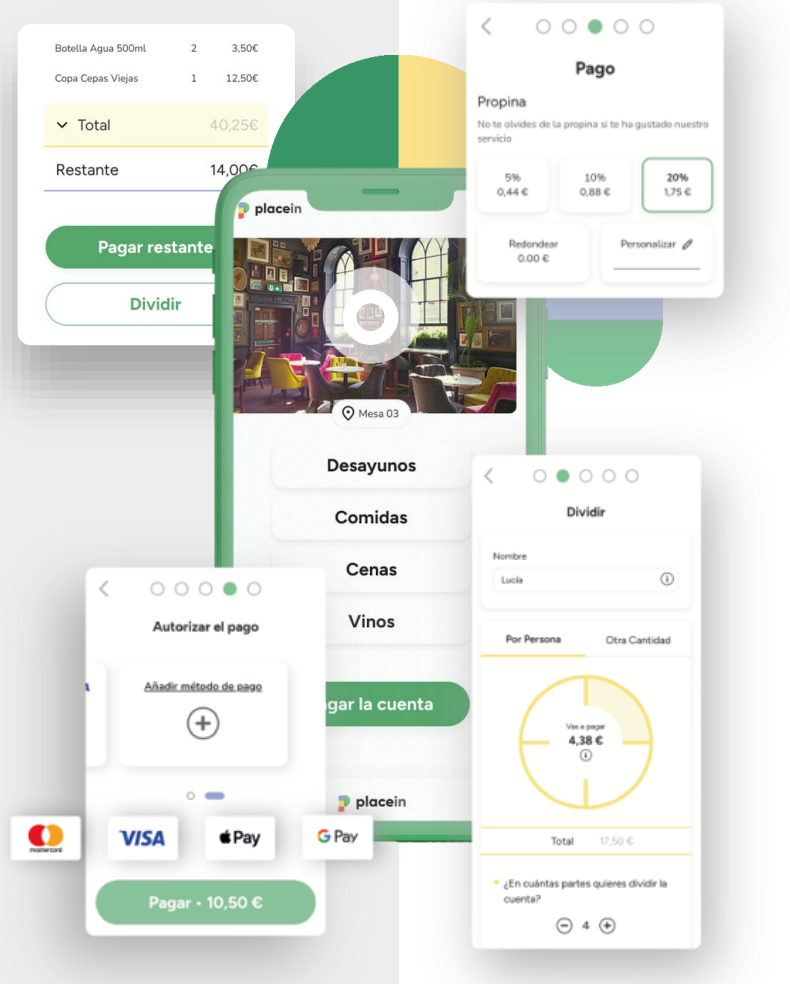 Botella Agua 500ml 2 3,50€
Copa Cepas Viejas 1 12,50€
Total 40,25€
Restante 14,00€
Pagar restante
Dividir
Pago
Propina
No te olvides de la propina si te ha gustado nuestro
servicio
5% 10% 20%
0,44 € 0,88 € 1,75 €
Redondear Personalizar
0.00 €
placein
Mesa 03
Desayunos
Comidas
Cenas
Vinos
gar la cuenta
placein
Autorizar el pago
Añadir método de pago
mastercard VISA Pay G Pay
Pagar • 10,50 €
Dividir
Nombre
Lucía
Por Persona Otra Cantidad
Vas a pagar
4,38 €
Total 17,50 €
* ¿En cuántas partes quieres dividir la
cuenta?
4